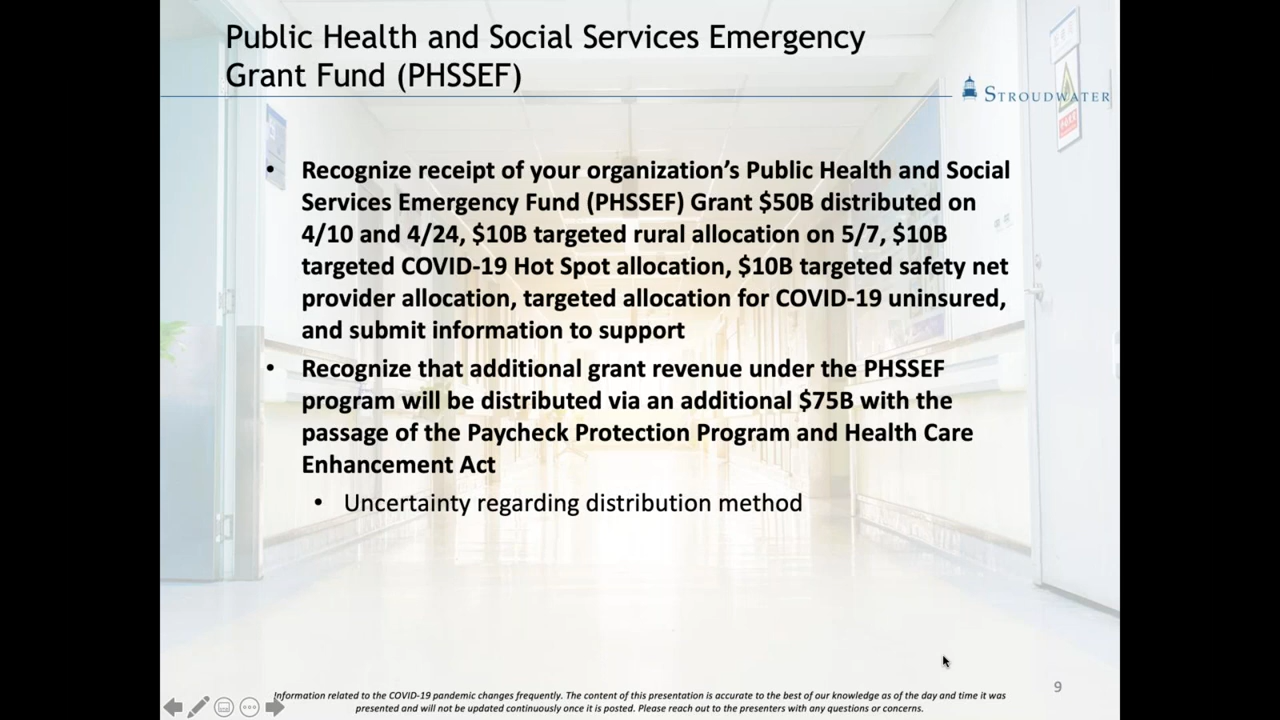 Public Health and Social Services Emergency
Grant Fund (PHSSEF)
STROUDWATER
• Recognize receipt of your organization’s Public Health and Social
Services Emergency Fund (PHSSEF) Grant $50B distributed on
4/10 and 4/24, $10B targeted rural allocation on 5/7, $10B
targeted COVID-19 Hot Spot allocation, $10B targeted safety net
provider allocation, targeted allocation for COVID-19 uninsured,
and submit information to support
• Recognize that additional grant revenue under the PHSSEF
program will be distributed via an additional $75B with the
passage of the Paycheck Protection Program and Health Care
Enhancement Act
• Uncertainty regarding distribution method
9
Information related to the COVID-19 pandemic changes frequently. The content of this presentation is accurate to the best of our knowledge as of the day and time it was
presented and will not be updated continuously once it is posted. Please reach out to the presenters with any questions or concerns.